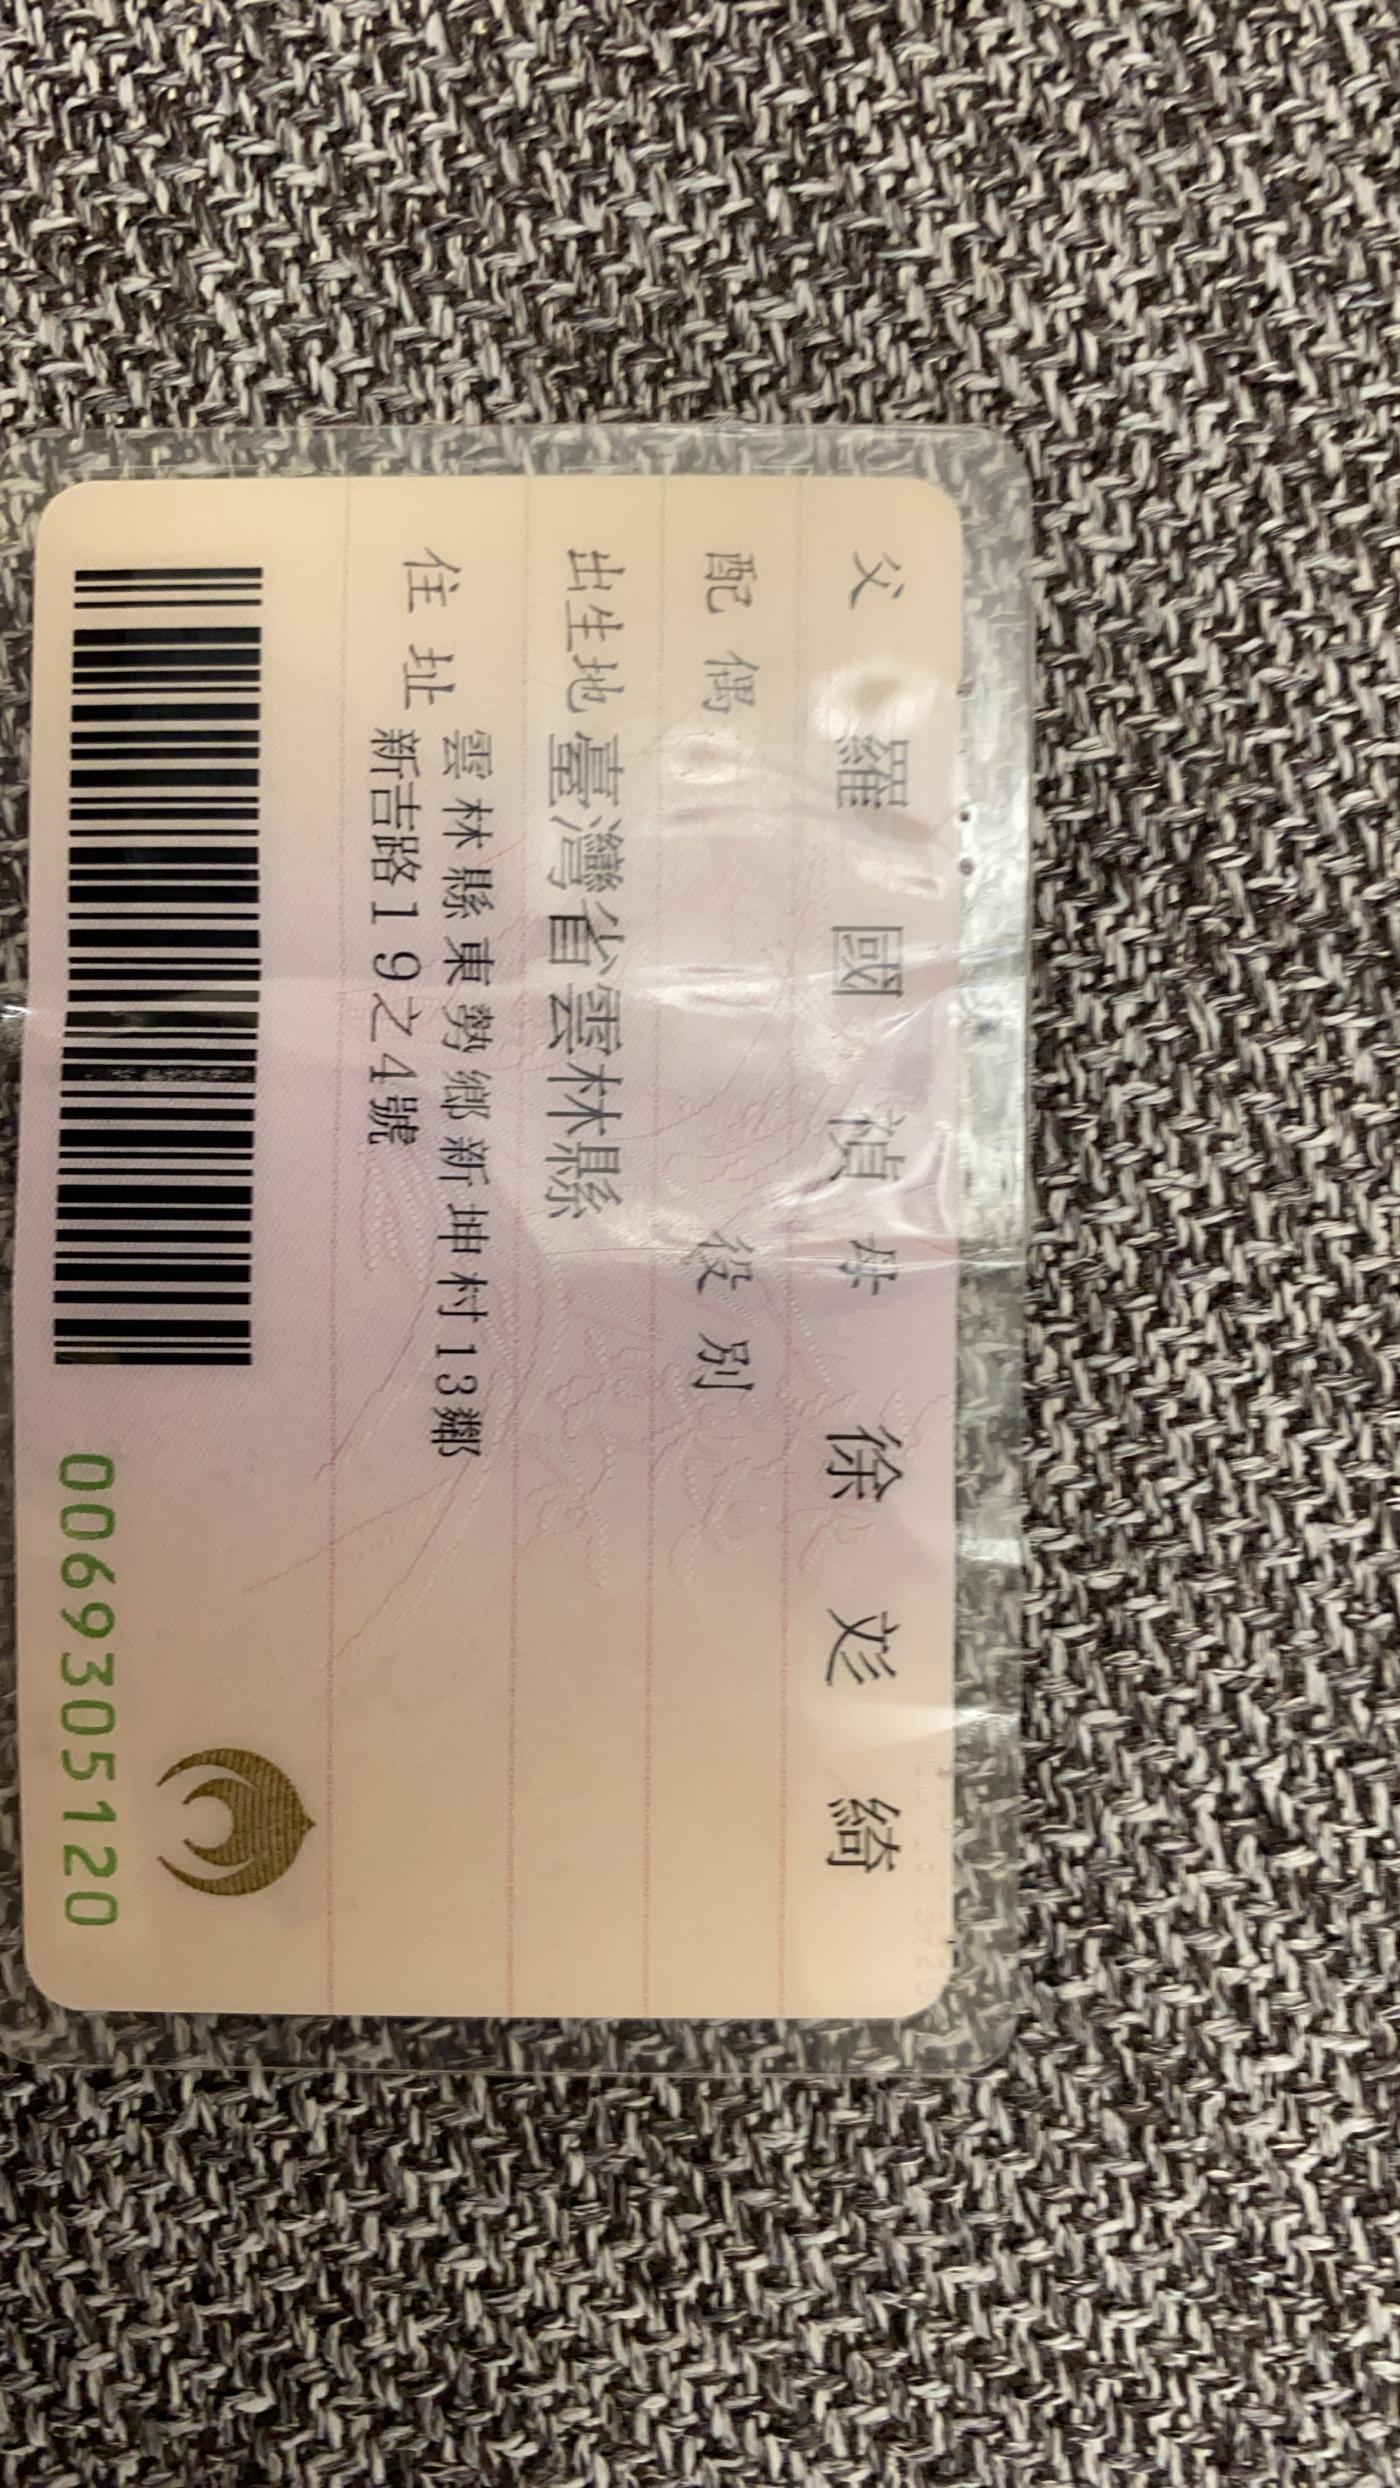 父 羅國禎 母 徐彣綺
配偶 役別
出生地 臺灣省雲林縣
住址 雲林縣東勢鄉新坤村13鄰
新吉路19之4號
0069305120